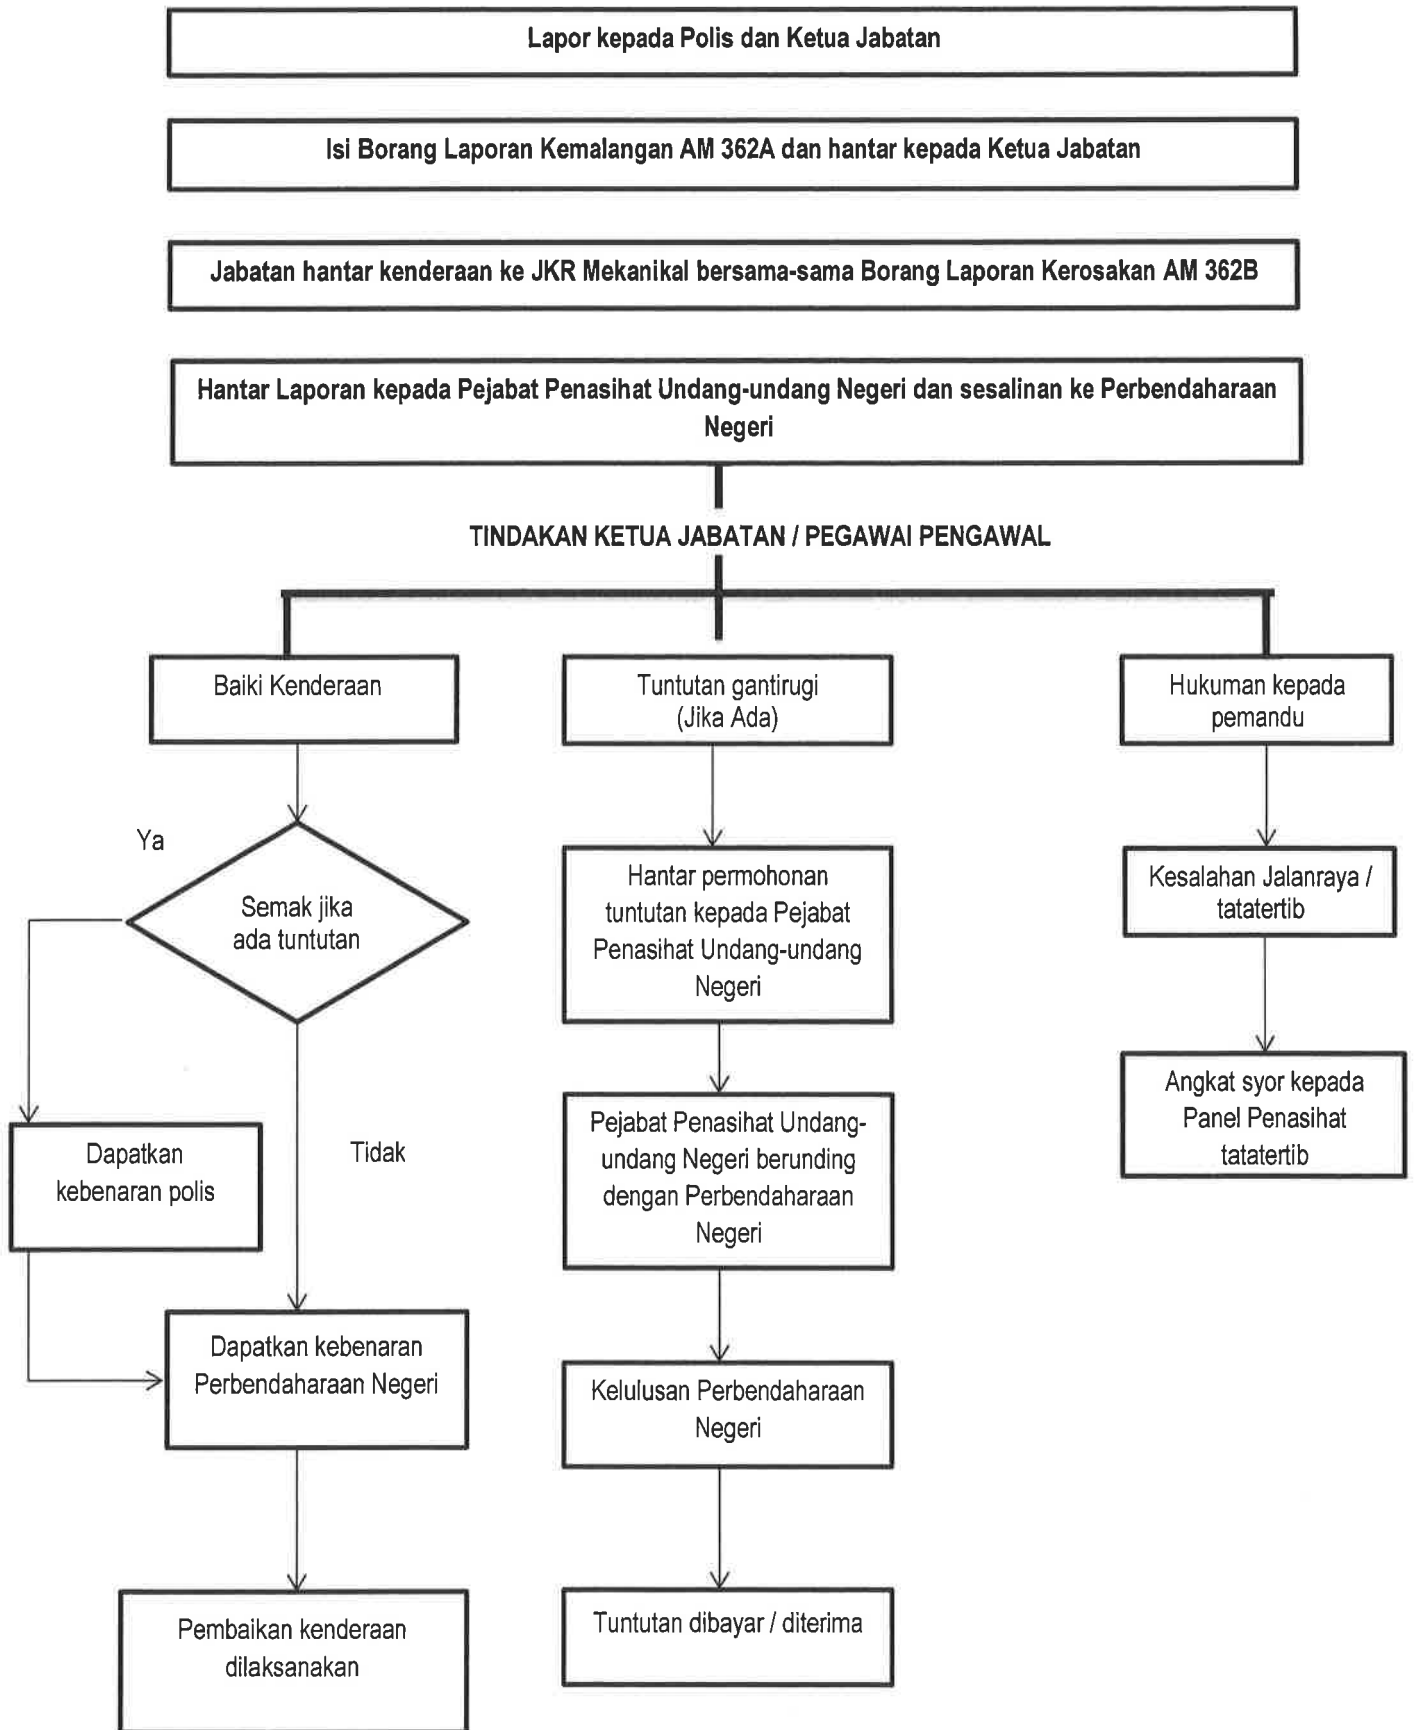 Lapor kepada Polis dan Ketua Jabatan
Isi Borang Laporan Kemalangan AM 362A dan hantar kepada Ketua Jabatan
Jabatan hantar kenderaan ke JKR Mekanikal bersama-sama Borang Laporan Kerosakan AM 362B
Hantar Laporan kepada Pejabat Penasihat Undang-undang Negeri dan sesalinan ke Perbendaharaan
Negeri
TINDAKAN KETUA JABATAN / PEGAWAI PENGAWAL
Baiki Kenderaan
Ya
Semak jika
ada tuntutan
Dapatkan
kebenaran polis
Tidak
Dapatkan kebenaran
Perbendaharaan Negeri
Pembaikan kenderaan
dilaksanakan
Tuntutan gantirugi
(Jika Ada)
Hantar permohonan
tuntutan kepada Pejabat
Penasihat Undang-undang
Negeri
Pejabat Penasihat Undang-
undang Negeri berunding
dengan Perbendaharaan
Negeri
Kelulusan Perbendaharaan
Negeri
Tuntutan dibayar / diterima
Hukuman kepada
pemandu
Kesalahan Jalanraya /
tatatertib
Angkat syor kepada
Panel Penasihat
tatatertib